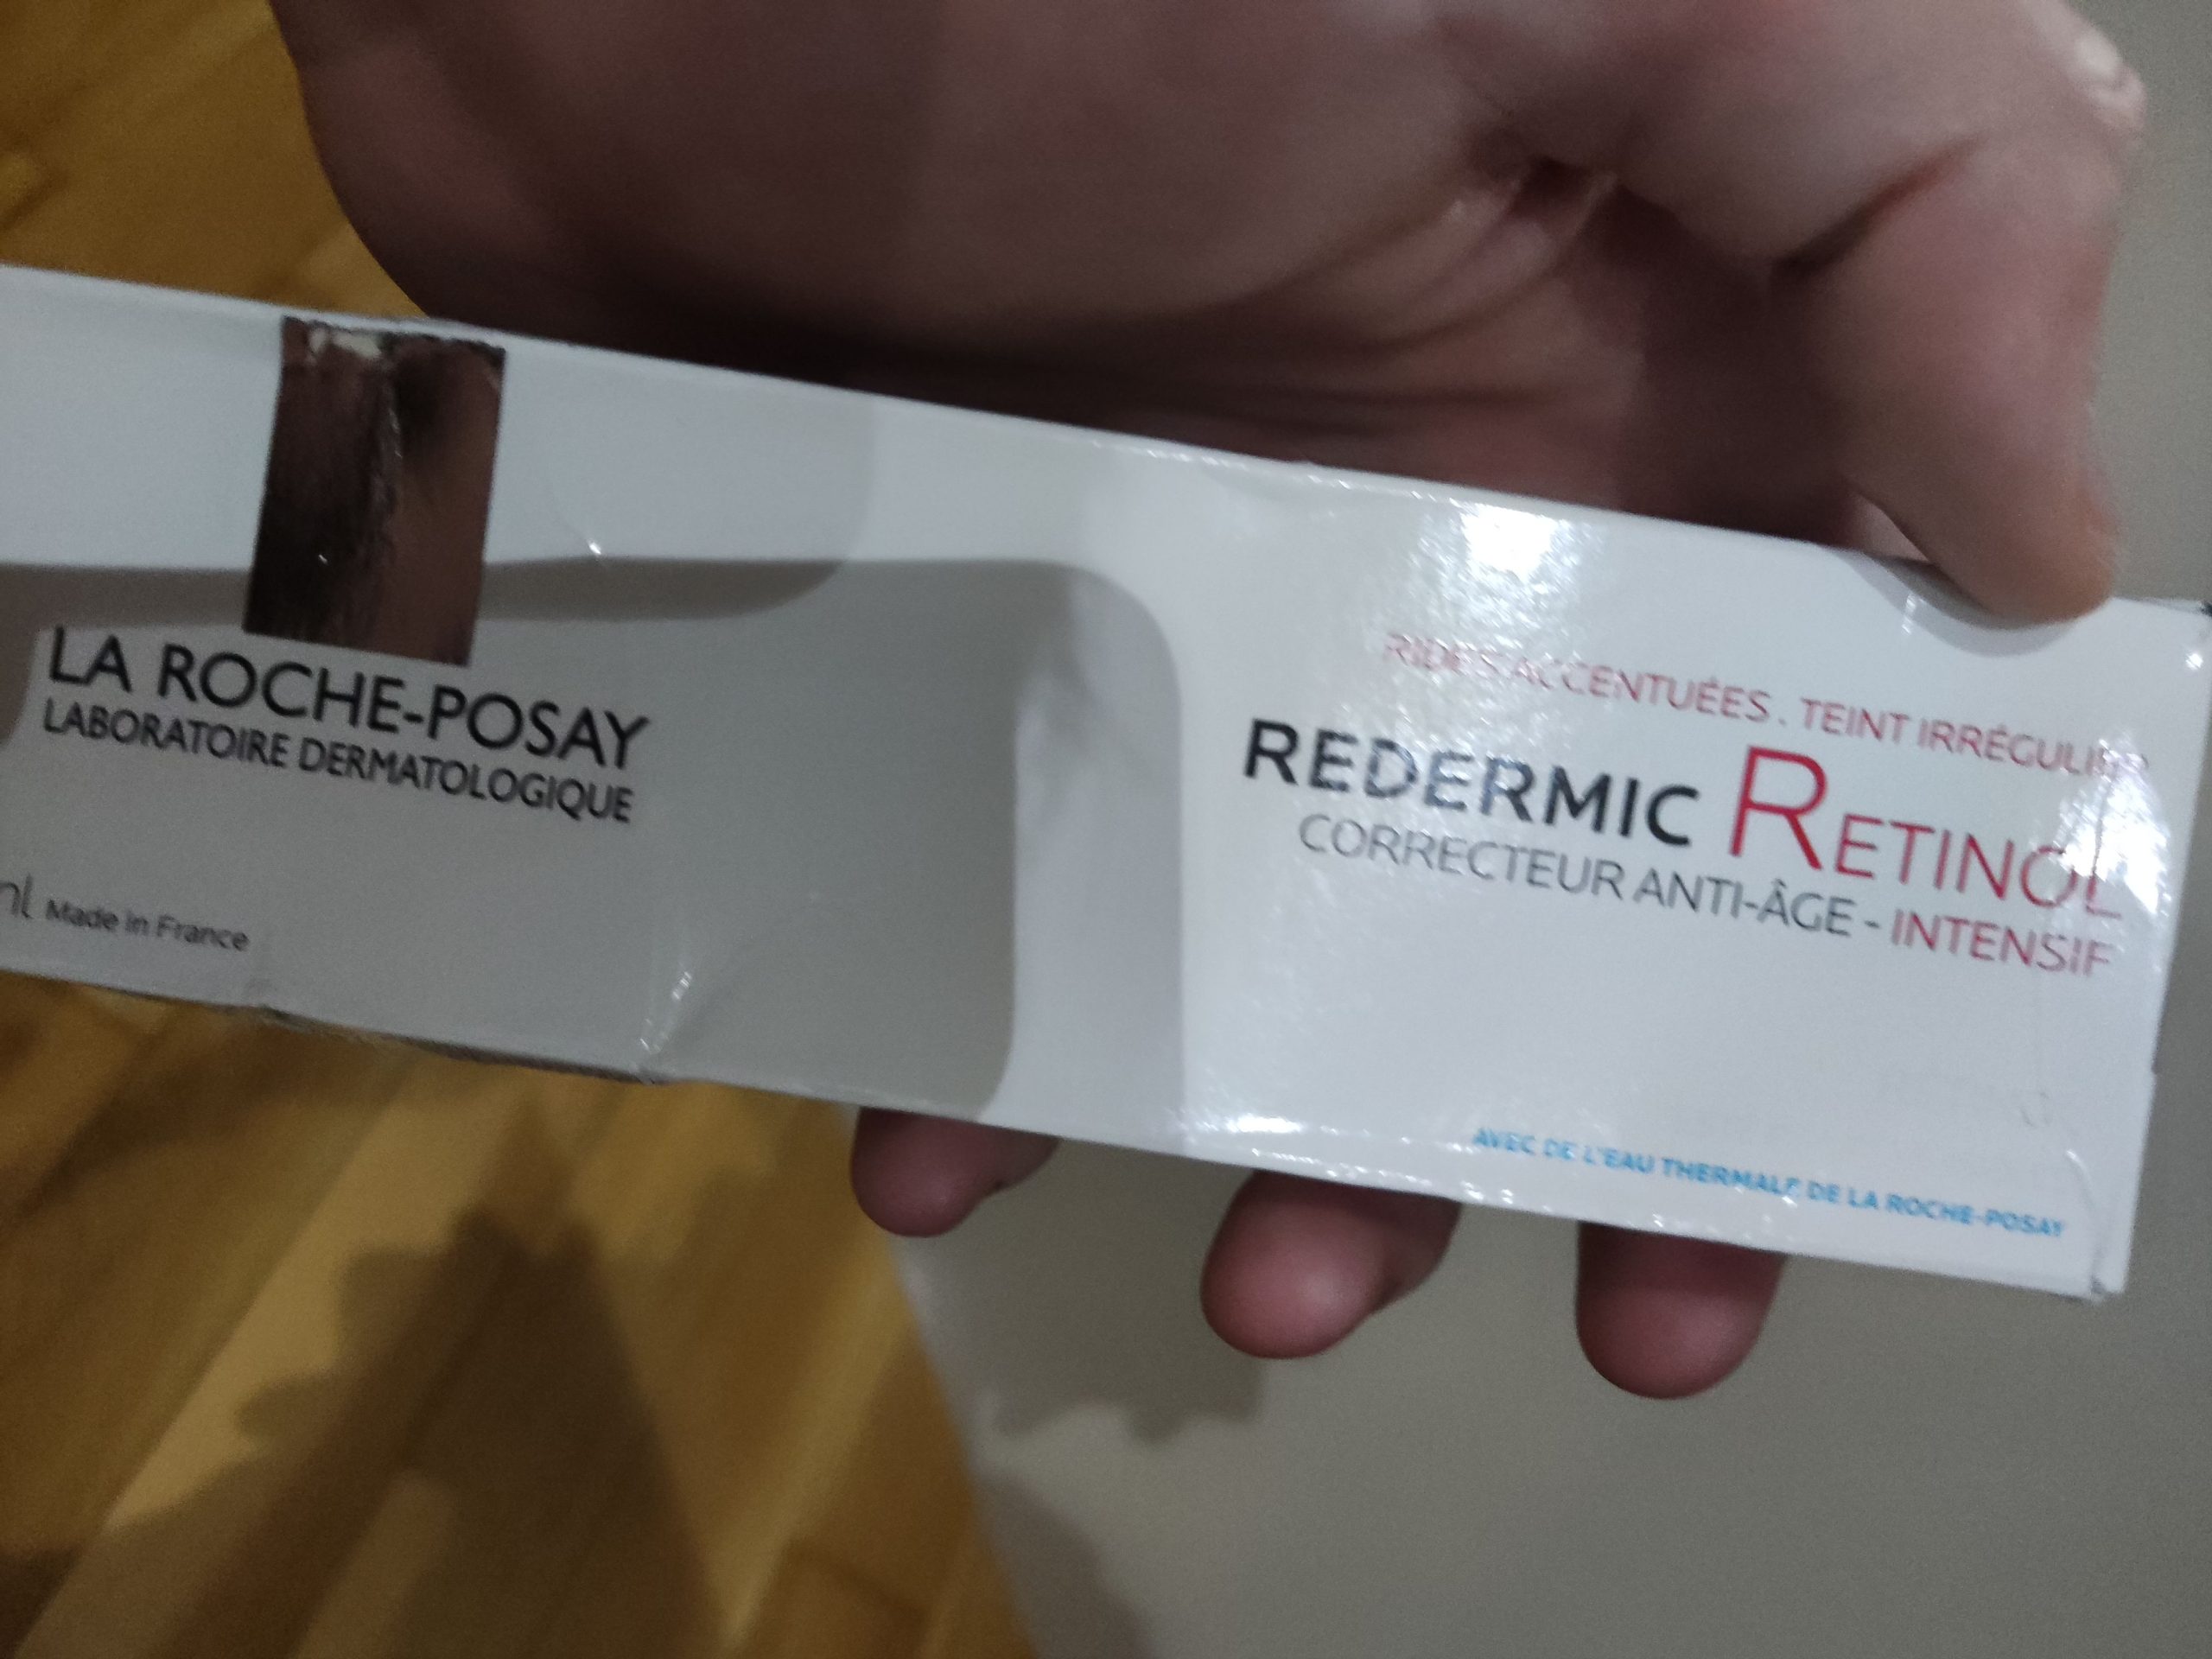 LA ROCHE-POSAY
LABORATOIRE DERMATOLOGIQUE
Made in France
RIDES ACCENTUÉES . TEINT IRRÉGULIER
REDERMIC RETINOL
CORRECTEUR ANTI-ÂGE - INTENSIF
AVEC DE L'EAU THERMALE DE LA ROCHE-POSAY